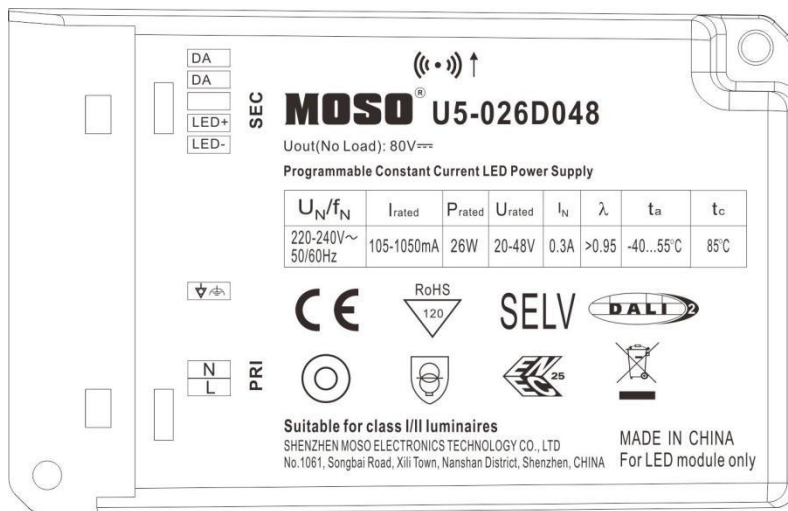 DA
DA
LED+
LED-
SEC
MOSO® U5-026D048
Uout(No Load): 80V⎓
Programmable Constant Current LED Power Supply
UN/fN Irated Prated Urated IN λ ta tc
220-240V~ 50/60Hz 105-1050mA 26W 20-48V 0.3A >0.95 -40...55℃ 85℃
RoHS
120
CE
SELV
DALI 2
N
L
PRI
ENEC 25
Suitable for class I/II luminaires
SHENZHEN MOSO ELECTRONICS TECHNOLOGY CO., LTD
No.1061, Songbai Road, Xili Town, Nanshan District, Shenzhen, CHINA
MADE IN CHINA
For LED module only